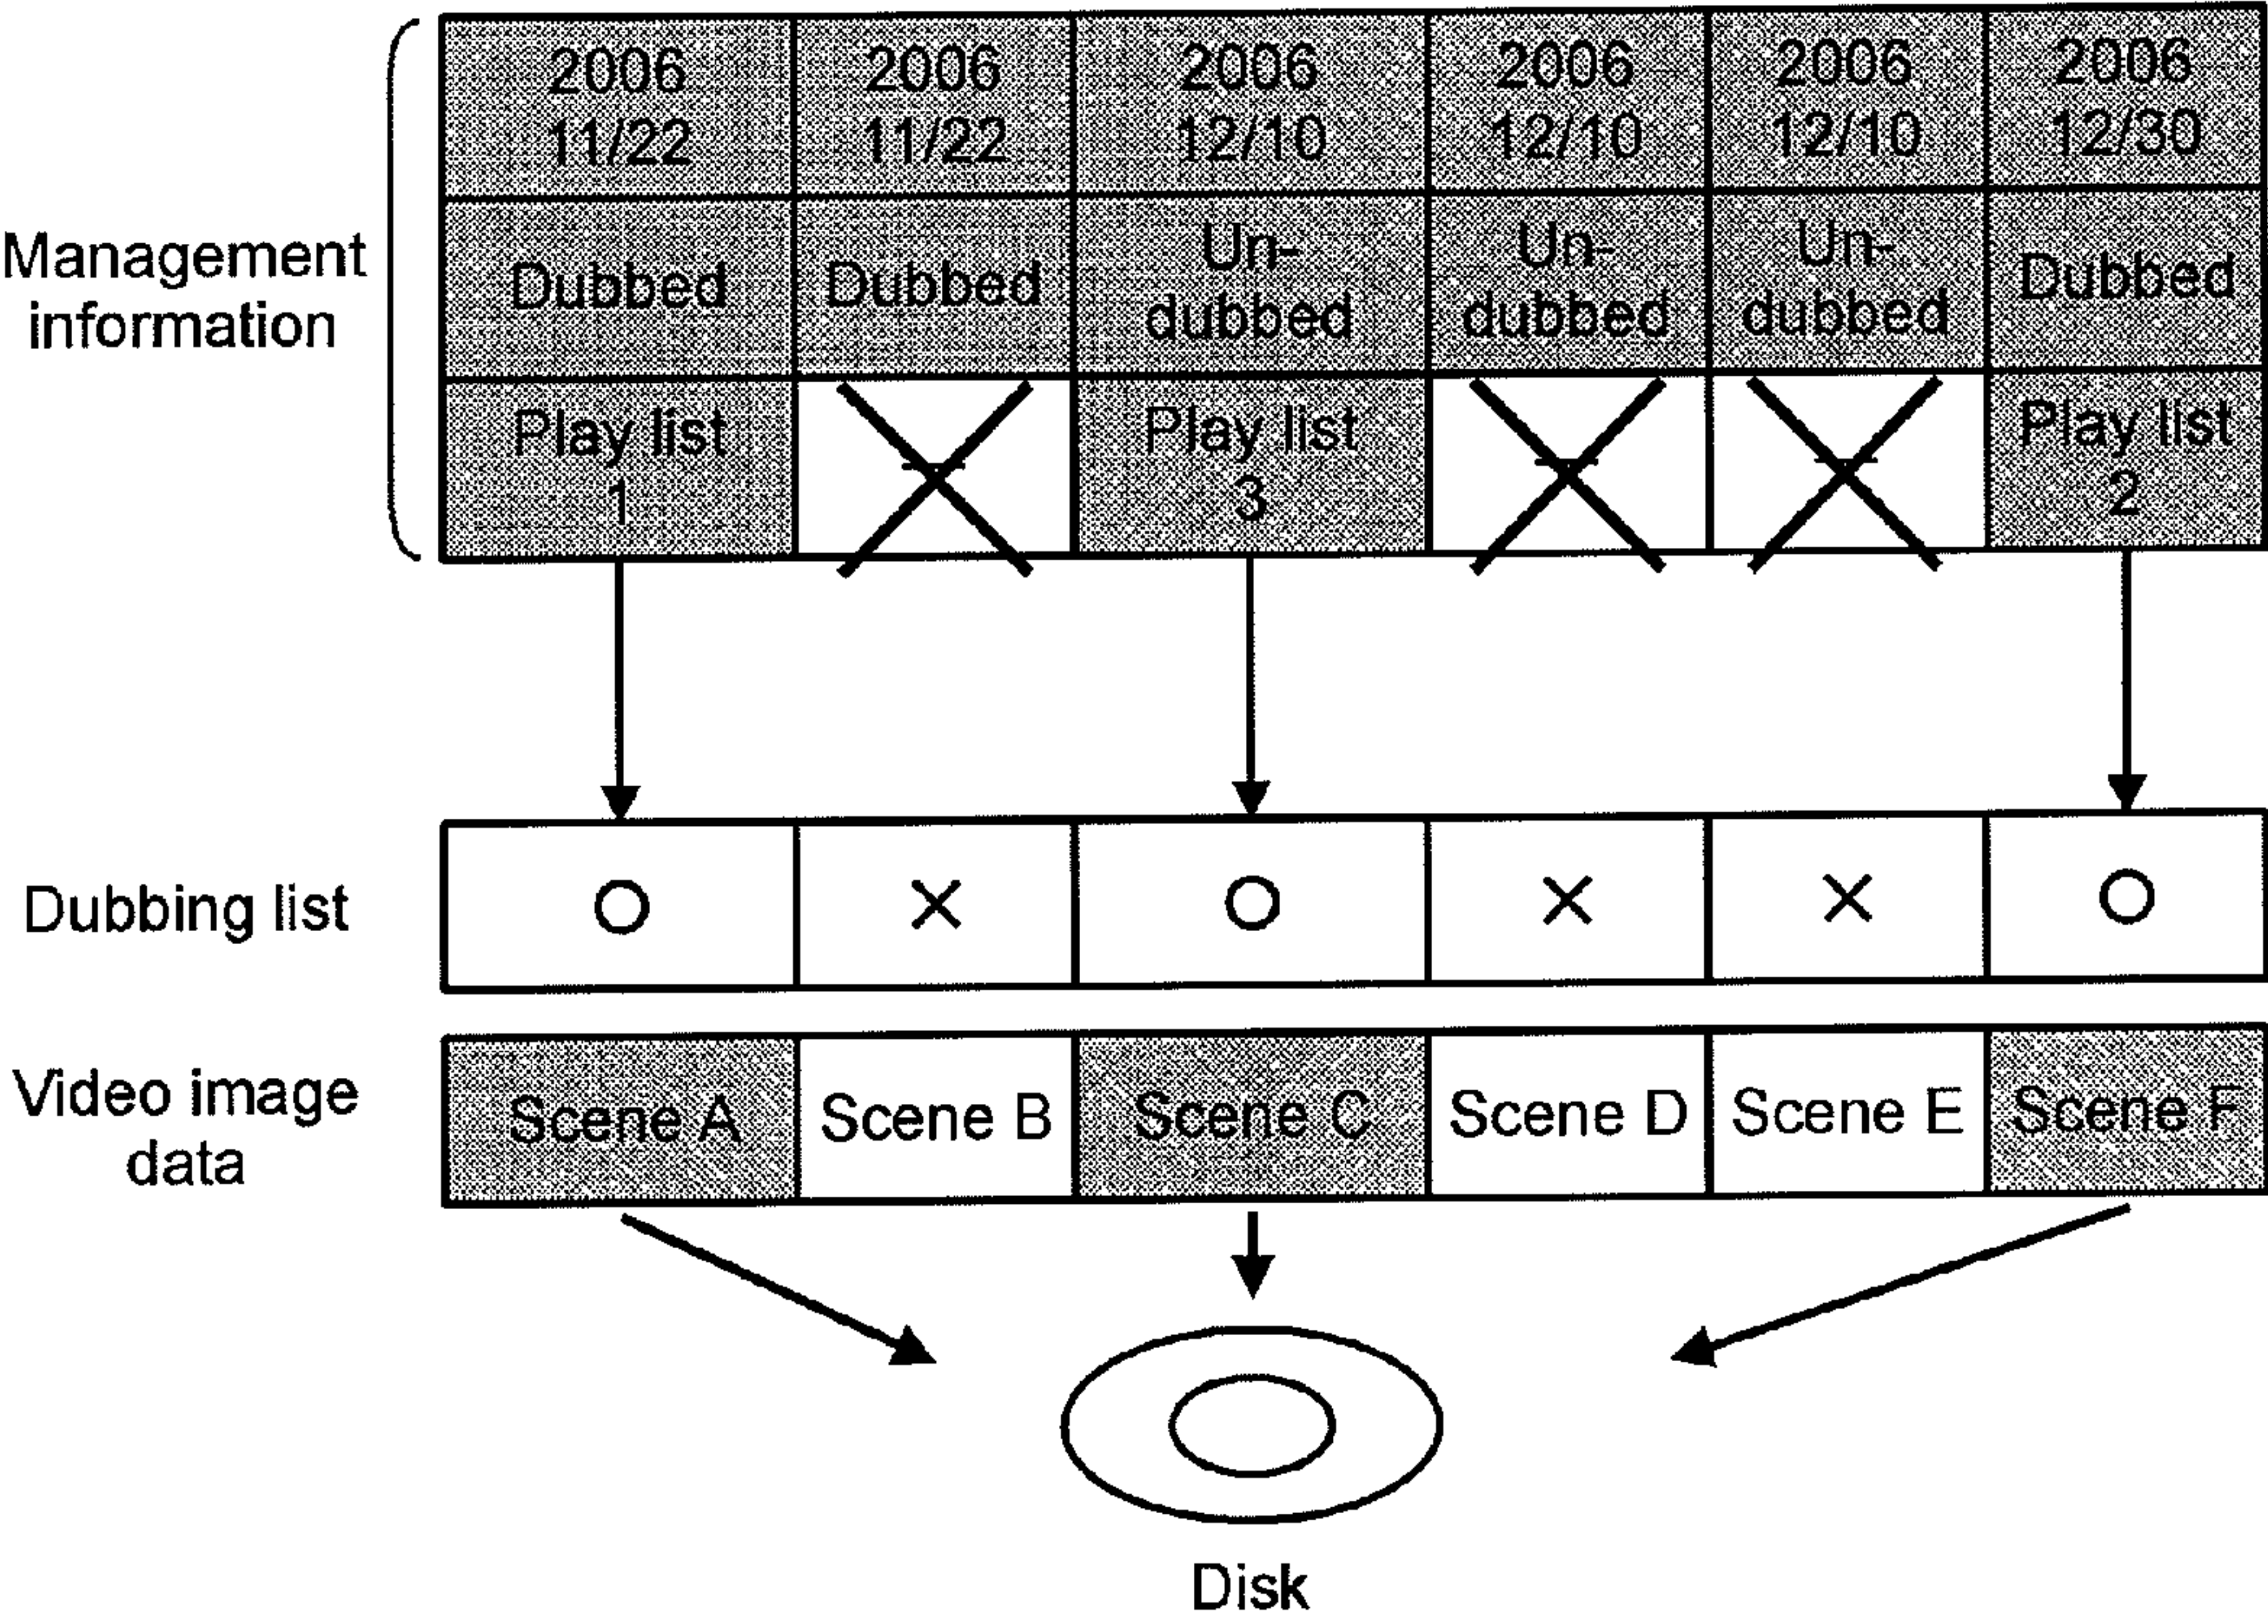 2006 2006 2006 2006 2006 2006
11/22 11/22 12/10 12/10 12/10 12/30
Management
information
Dubbed Dubbed Un-
dubbed Un-
dubbed Un-
dubbed Dubbed
Play list
1
-
Play list
3
-
-
Play list
2
Dubbing list ○ × ○ × × ○
Video image
data
Scene A Scene B Scene C Scene D Scene E Scene F
Disk